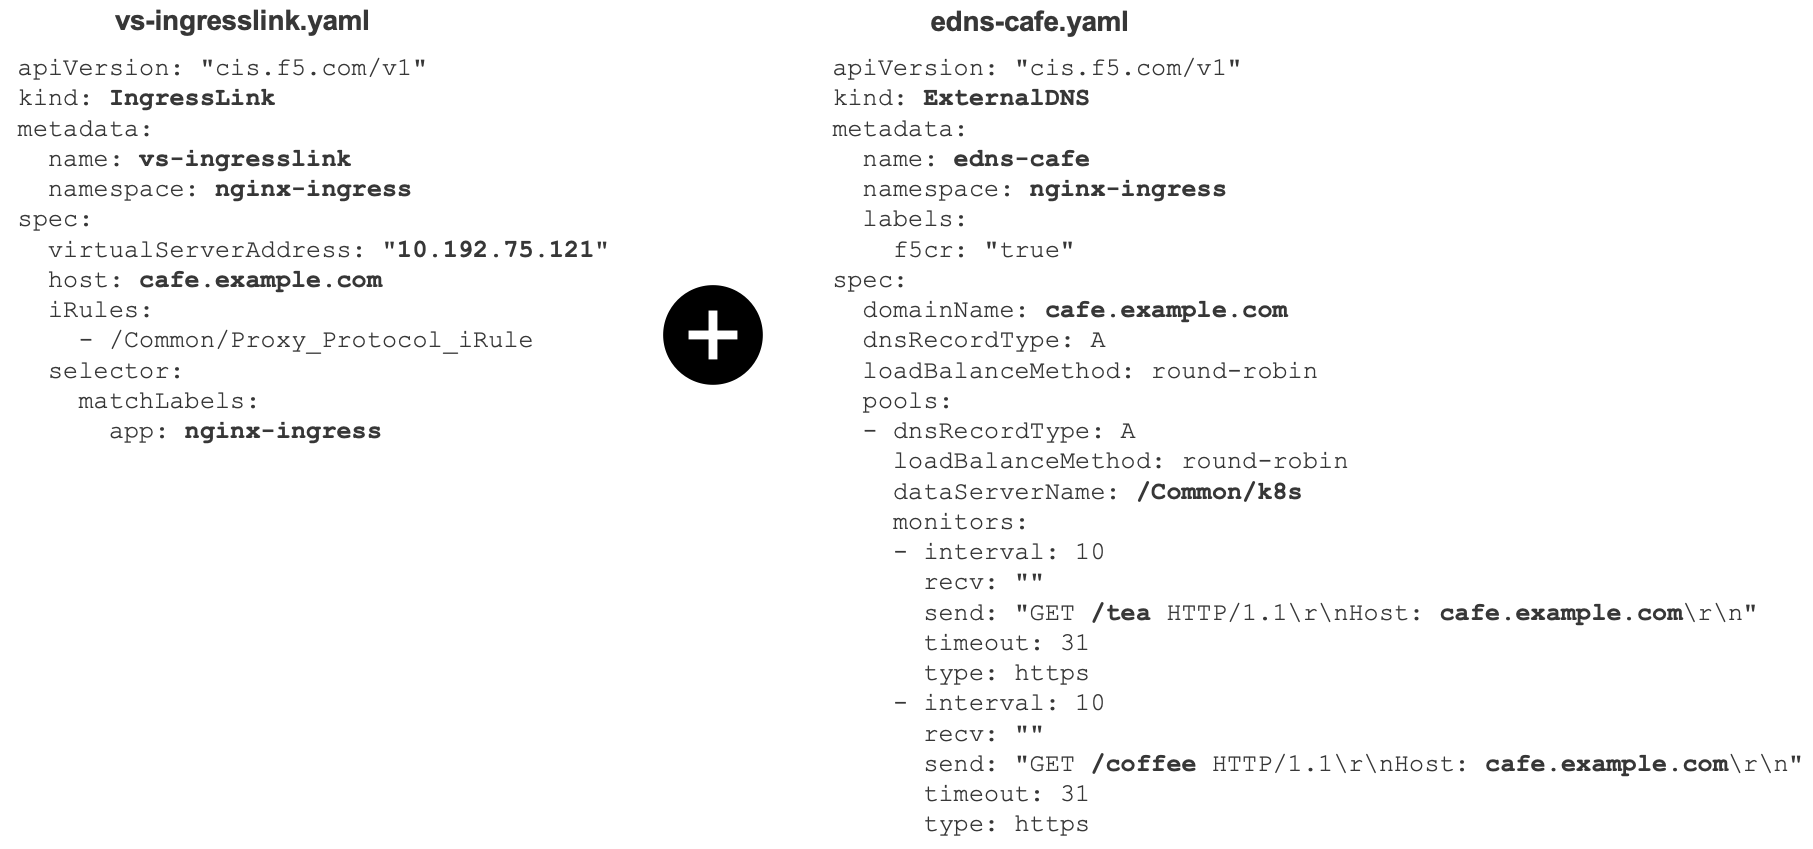 vs-ingresslink.yaml
apiVersion: "cis.f5.com/v1"
kind: IngressLink
metadata:
  name: vs-ingresslink
  namespace: nginx-ingress
spec:
  virtualServerAddress: "10.192.75.121"
  host: cafe.example.com
  iRules:
    - /Common/Proxy_Protocol_iRule
  selector:
    matchLabels:
      app: nginx-ingress
edns-cafe.yaml
apiVersion: "cis.f5.com/v1"
kind: ExternalDNS
metadata:
  name: edns-cafe
  namespace: nginx-ingress
  labels:
    f5cr: "true"
spec:
  domainName: cafe.example.com
  dnsRecordType: A
  loadBalanceMethod: round-robin
  pools:
  - dnsRecordType: A
    loadBalanceMethod: round-robin
    dataServerName: /Common/k8s
    monitors:
    - interval: 10
      recv: ""
      send: "GET /tea HTTP/1.1\r\nHost: cafe.example.com\r\n"
      timeout: 31
      type: https
    - interval: 10
      recv: ""
      send: "GET /coffee HTTP/1.1\r\nHost: cafe.example.com\r\n"
      timeout: 31
      type: https